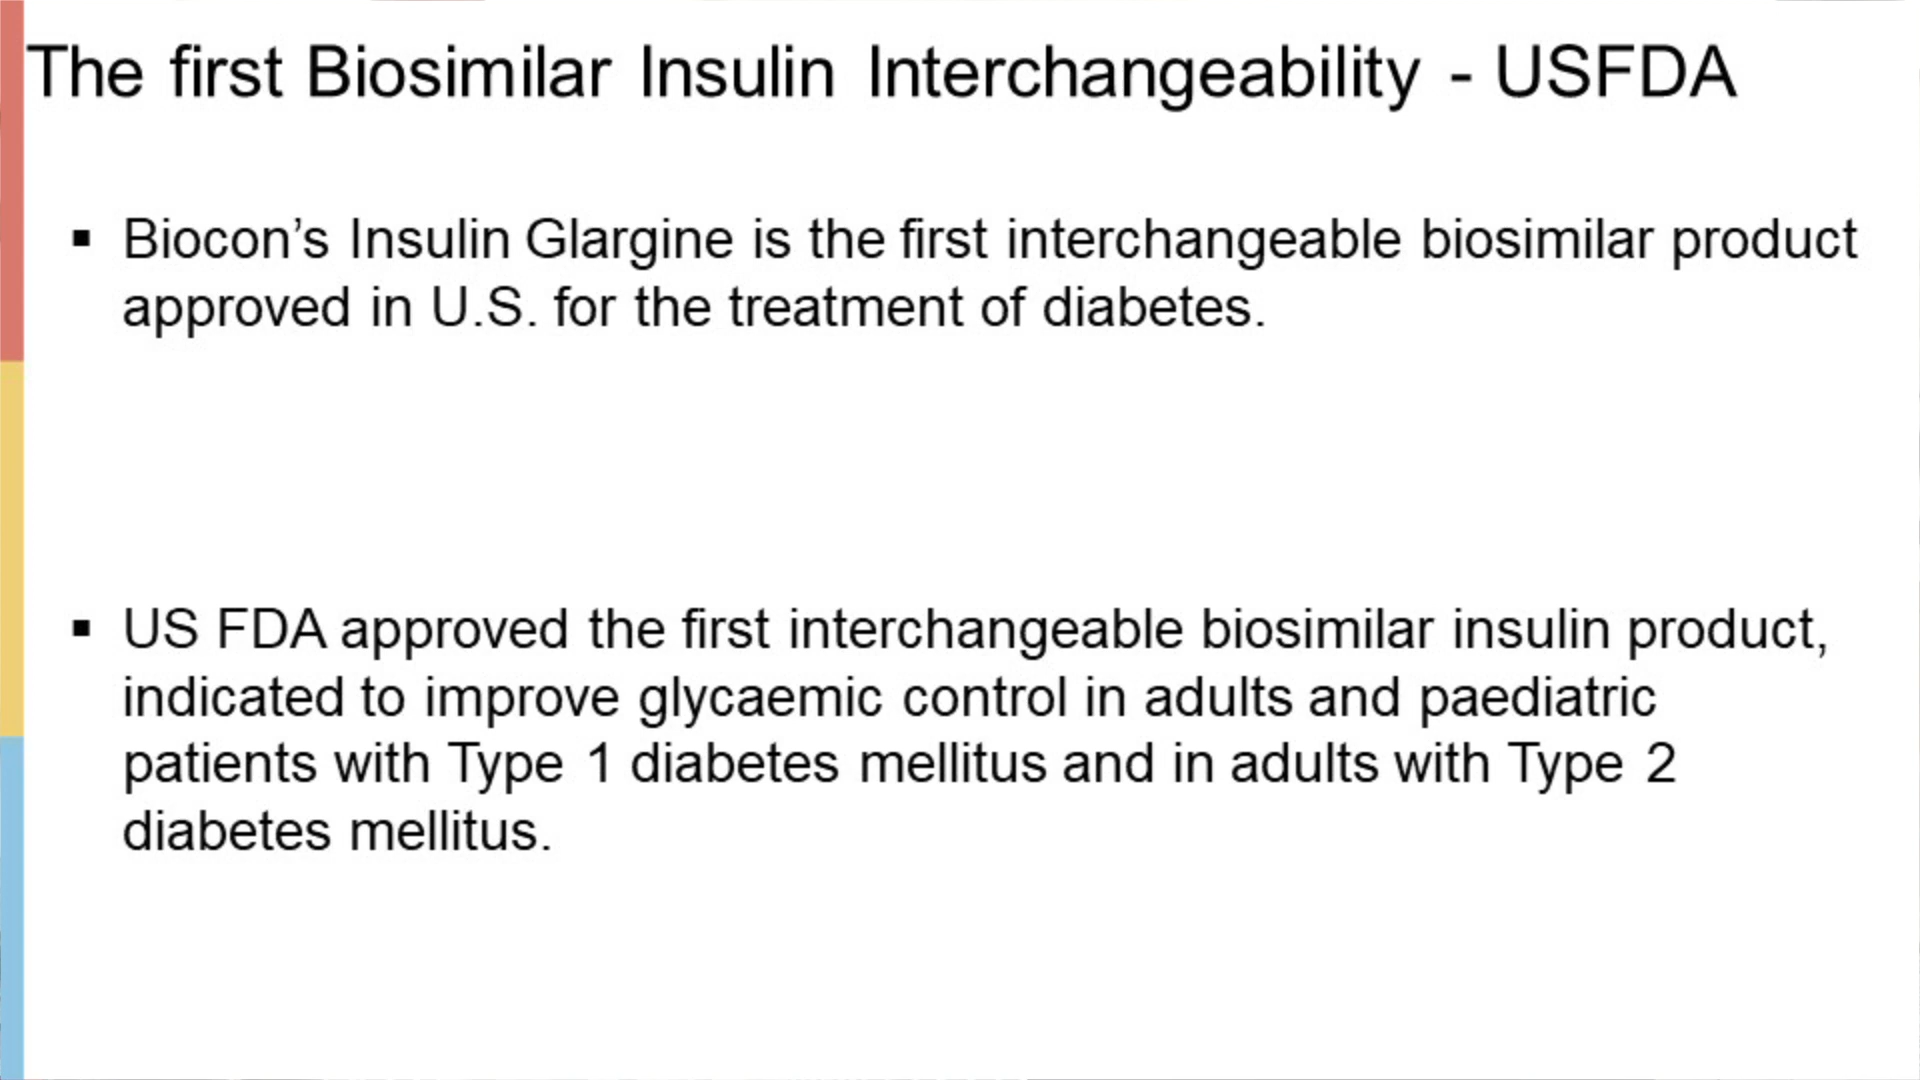 The first Biosimilar Insulin Interchangeability - USFDA
▪ Biocon’s Insulin Glargine is the first interchangeable biosimilar product
approved in U.S. for the treatment of diabetes.
▪ US FDA approved the first interchangeable biosimilar insulin product,
indicated to improve glycaemic control in adults and paediatric
patients with Type 1 diabetes mellitus and in adults with Type 2
diabetes mellitus.